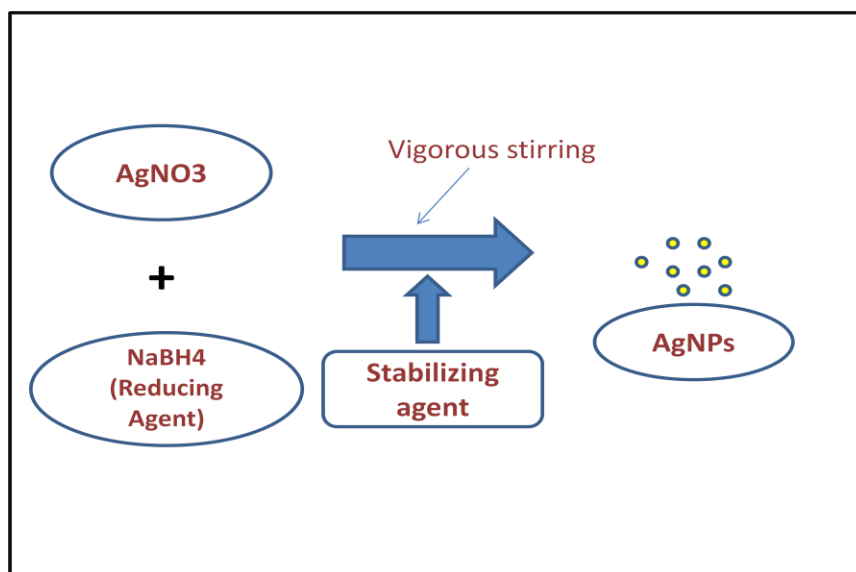 AgNO3
+
NaBH4
(Reducing
Agent)
Vigorous stirring
Stabilizing
agent
AgNPs